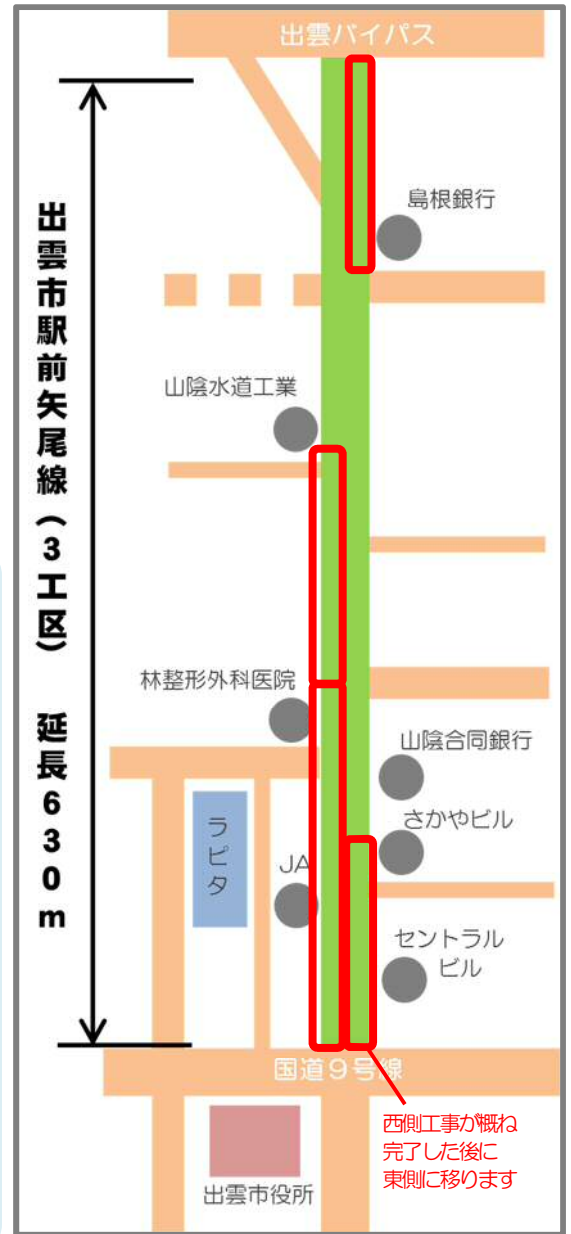 出雲バイパス
島根銀行
出雲市駅前矢尾線（3工区）　延長630m
山陰水道工業
林整形外科医院
山陰合同銀行
さかやビル
ラピタ
JA
セントラル
ビル
国道9号線
西側工事が概ね
完了した後に
東側に移ります
出雲市役所